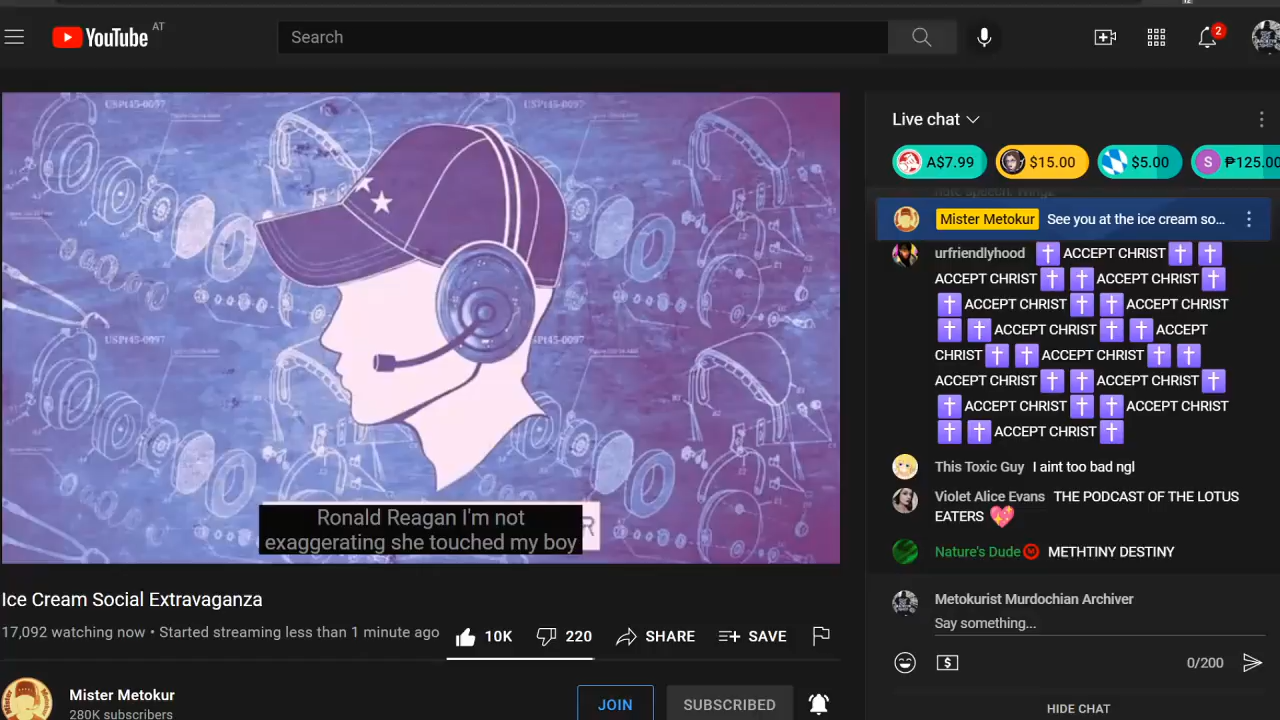 YouTube AT
Search
2
USPt45-0097
USPt45-0097
USPt45-0097
Ronald Reagan I'm not
exaggerating she touched my boy
R
Ice Cream Social Extravaganza
17,092 watching now • Started streaming less than 1 minute ago
10K
220
SHARE
SAVE
Mister Metokur
280K subscribers
JOIN
SUBSCRIBED
Live chat
A$7.99
$15.00
$5.00
S ₱125.00
Mister Metokur See you at the ice cream so...
urfriendlyhood ✝ ACCEPT CHRIST ✝ ✝
ACCEPT CHRIST ✝ ✝ ACCEPT CHRIST ✝
✝ ACCEPT CHRIST ✝ ✝ ACCEPT CHRIST
✝ ✝ ACCEPT CHRIST ✝ ✝ ACCEPT
CHRIST ✝ ✝ ACCEPT CHRIST ✝ ✝
ACCEPT CHRIST ✝ ✝ ACCEPT CHRIST ✝
✝ ACCEPT CHRIST ✝ ✝ ACCEPT CHRIST
✝ ✝ ACCEPT CHRIST ✝
This Toxic Guy I aint too bad ngl
Violet Alice Evans THE PODCAST OF THE LOTUS
EATERS 💖
Nature's Dude METHTINY DESTINY
Metokurist Murdochian Archiver
Say something...
0/200
HIDE CHAT